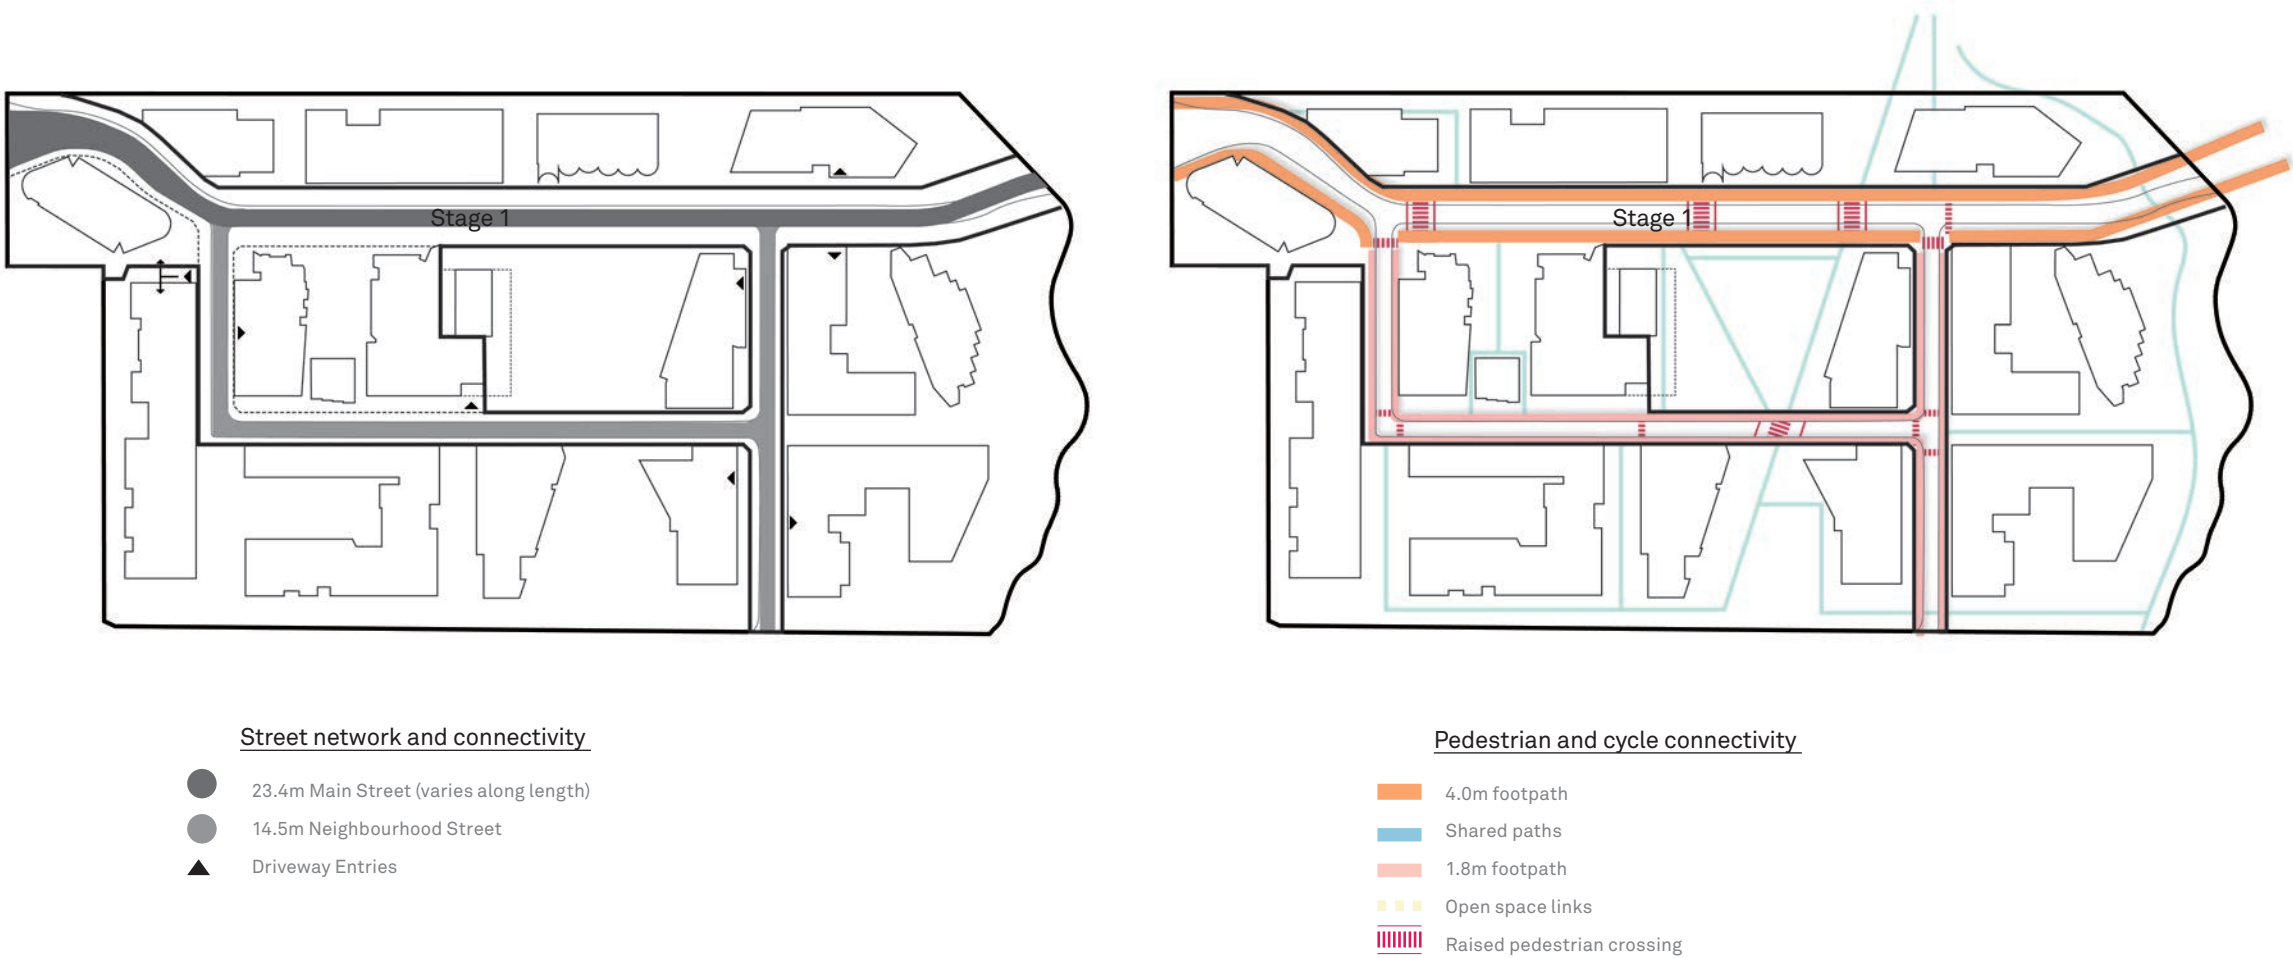 Stage 1
Stage 1
Street network and connectivity
23.4m Main Street (varies along length)
14.5m Neighbourhood Street
Driveway Entries
Pedestrian and cycle connectivity
4.0m footpath
Shared paths
1.8m footpath
Open space links
Raised pedestrian crossing